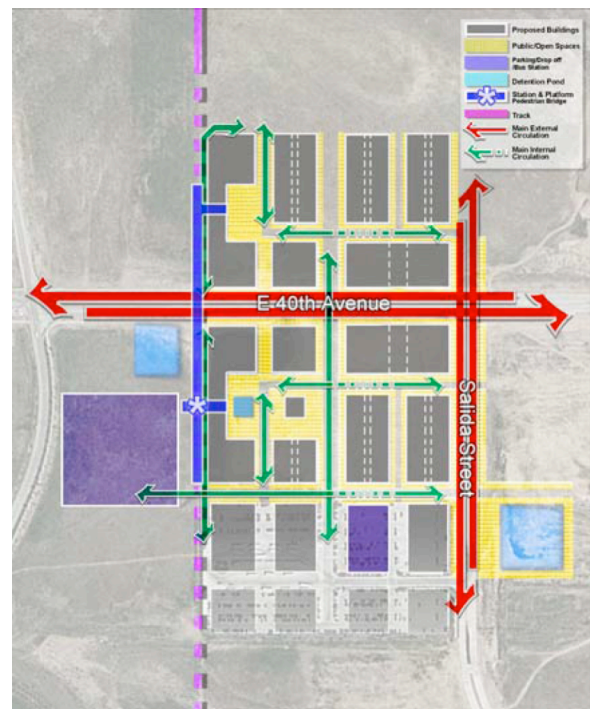 Proposed Buildings
Public/Open Spaces
Parking/Drop off
/Bus Station
Detention Pond
Station & Platform
Pedestrian Bridge
Track
Main External
Circulation
Main Internal
Circulation
E 40th Avenue
Salida Street